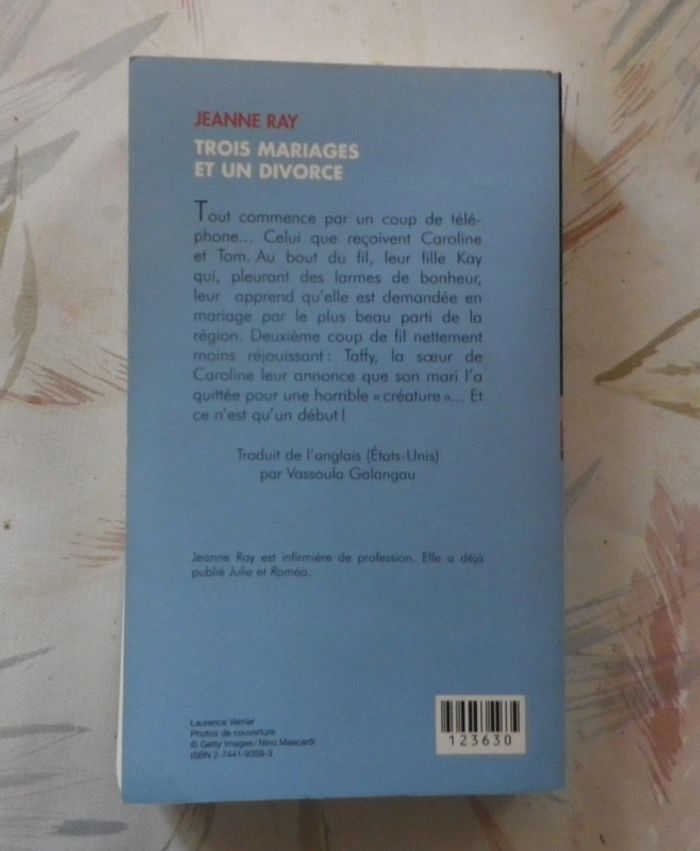 JEANNE RAY
TROIS MARIAGES
ET UN DIVORCE
Tout commence par un coup de télé-
phone... Celui que reçoivent Caroline
et Tom. Au bout du fil, leur fille Kay
qui, pleurant des larmes de bonheur,
leur apprend qu'elle est demandée en
mariage par le plus beau parti de la
région. Deuxième coup de fil nettement
moins réjouissant : Taffy, la sœur de
Caroline leur annonce que son mari l'a
quittée pour une horrible « créature »... Et
ce n'est qu'un début !
Traduit de l'anglais (États-Unis)
par Vassoula Galangau
Jeanne Ray est infirmière de profession. Elle a déjà
publié Julie et Roméo.
Laurence Verrier
Photos de couverture
© Getty Images / Nino Mascardi
ISBN 2-7441-9359-3
123630